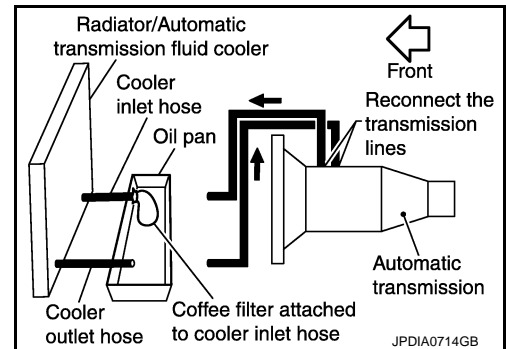 Radiator/Automatic
transmission fluid cooler
Front
Cooler
inlet hose
Reconnect the
transmission
lines
Oil pan
Automatic
transmission
Cooler
outlet hose
Coffee filter attached
to cooler inlet hose
JPDIA0714GB